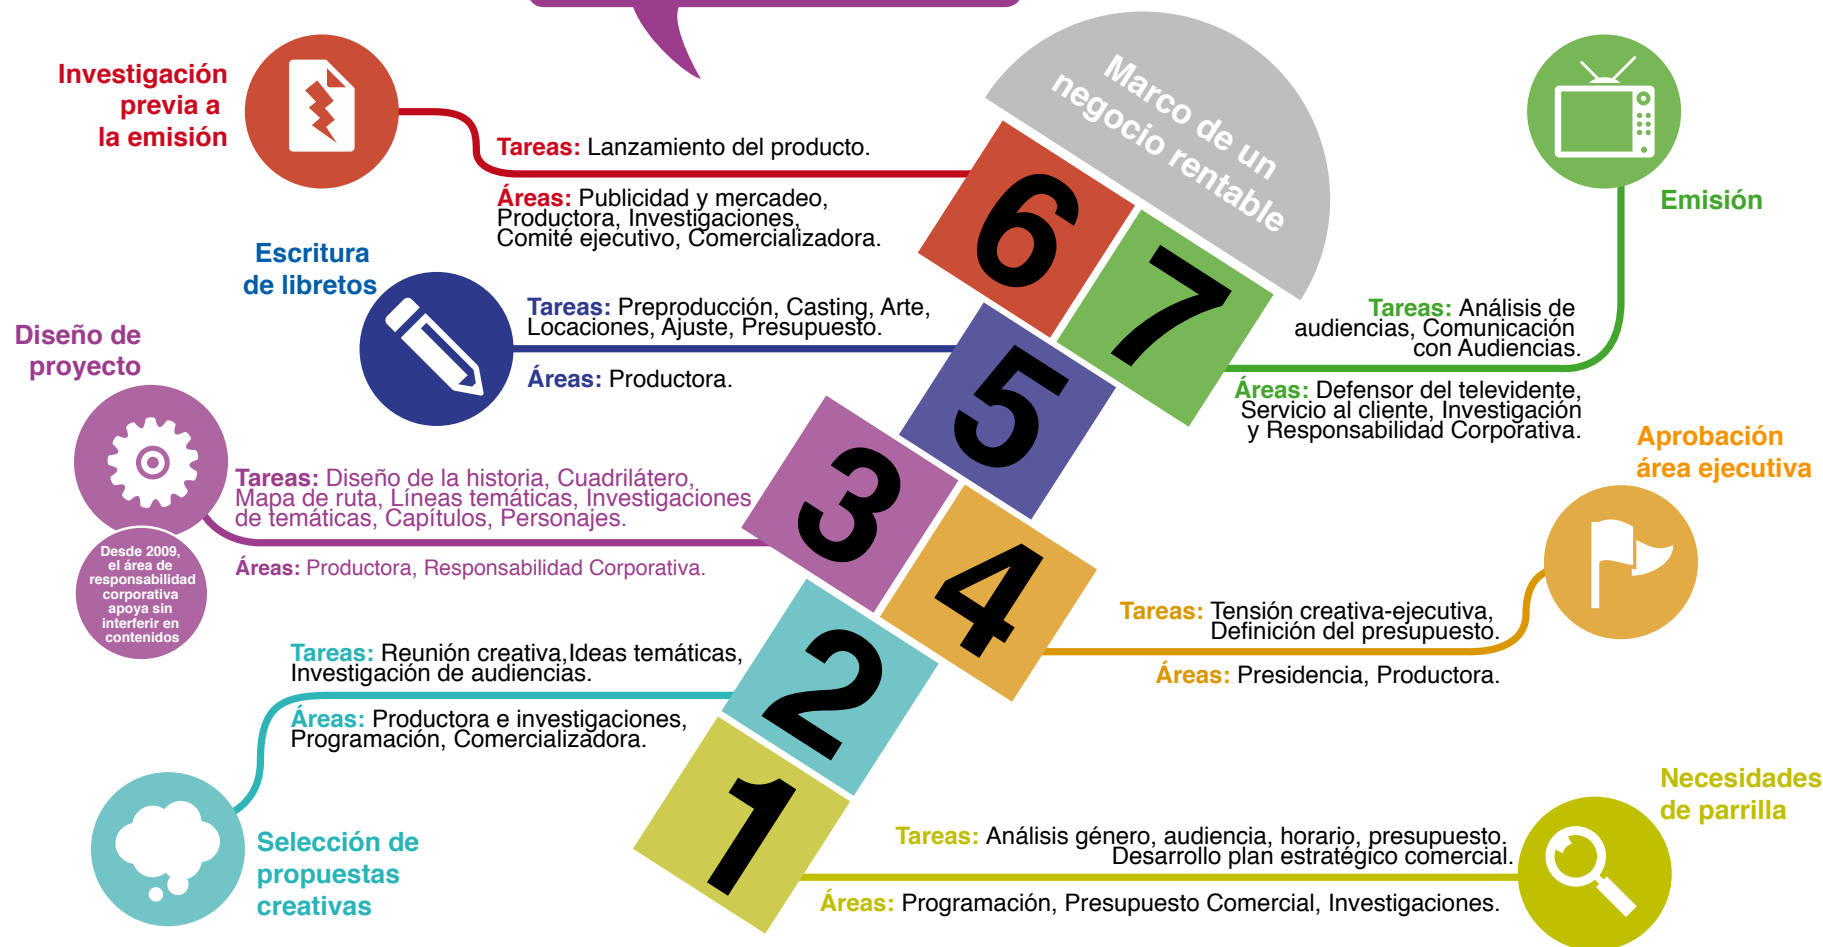 Marco de un
negocio rentable
Investigación
previa a
la emisión
Tareas: Lanzamiento del producto.
Áreas: Publicidad y mercadeo,
Productora, Investigaciones,
Comité ejecutivo, Comercializadora.
6
7
Emisión
Tareas: Análisis de
audiencias, Comunicación
con Audiencias.
Áreas: Defensor del televidente,
Servicio al cliente, Investigación
y Responsabilidad Corporativa.
Escritura
de libretos
Tareas: Preproducción, Casting, Arte,
Locaciones, Ajuste, Presupuesto.
Áreas: Productora.
5
Diseño de
proyecto
Tareas: Diseño de la historia, Cuadrilátero,
Mapa de ruta, Líneas temáticas, Investigaciones
de temáticas, Capítulos, Personajes.
Áreas: Productora, Responsabilidad Corporativa.
Desde 2009,
el área de
responsabilidad
corporativa
apoya sin
interferir en
contenidos
3
4
Aprobación
área ejecutiva
Tareas: Tensión creativa-ejecutiva,
Definición del presupuesto.
Áreas: Presidencia, Productora.
Tareas: Reunión creativa,Ideas temáticas,
Investigación de audiencias.
Áreas: Productora e investigaciones,
Programación, Comercializadora.
Selección de
propuestas
creativas
2
1
Necesidades
de parrilla
Tareas: Análisis género, audiencia, horario, presupuesto.
Desarrollo plan estratégico comercial.
Áreas: Programación, Presupuesto Comercial, Investigaciones.